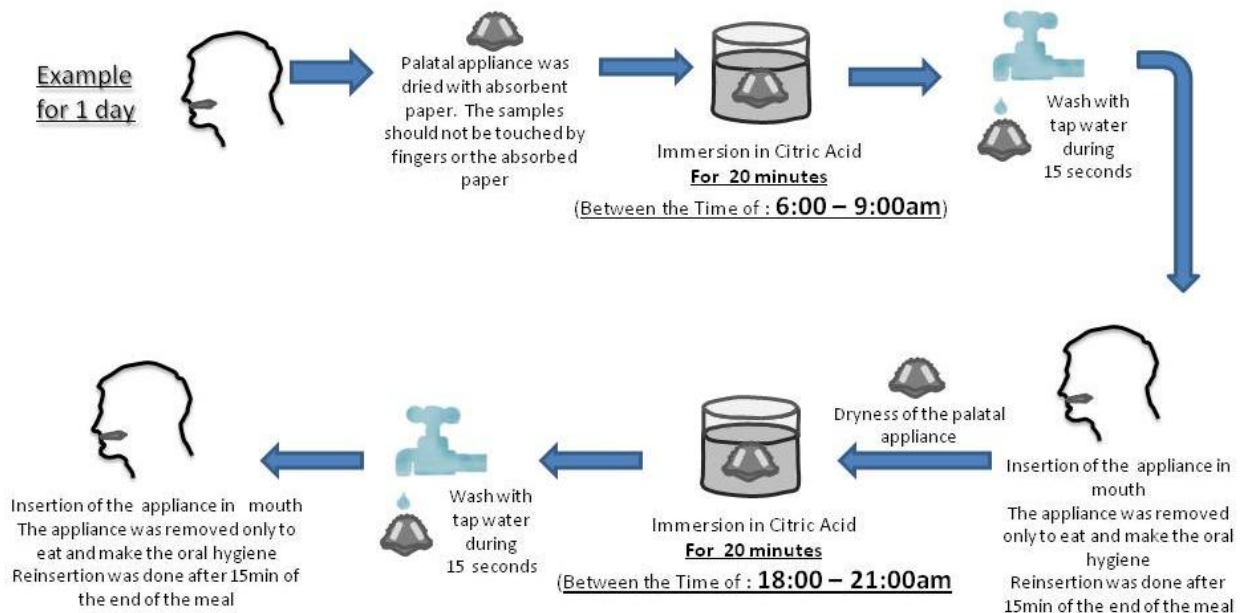 Example
for 1 day
Palatal appliance was
dried with absorbent
paper. The samples
should not be touched by
fingers or the absorbed
paper
Immersion in Citric Acid
For 20 minutes
(Between the Time of : 6:00 – 9:00am)
Wash with
tap water
during
15 seconds
Insertion of the appliance in
mouth
The appliance was removed
only to eat and make the oral
hygiene
Reinsertion was done after
15min of the end of the meal
Dryness of the palatal
appliance
Immersion in Citric Acid
For 20 minutes
(Between the Time of : 18:00 – 21:00am
Wash with
tap water
during
15 seconds
Insertion of the appliance in mouth
The appliance was removed only to
eat and make the oral hygiene
Reinsertion was done after 15min of
the end of the meal